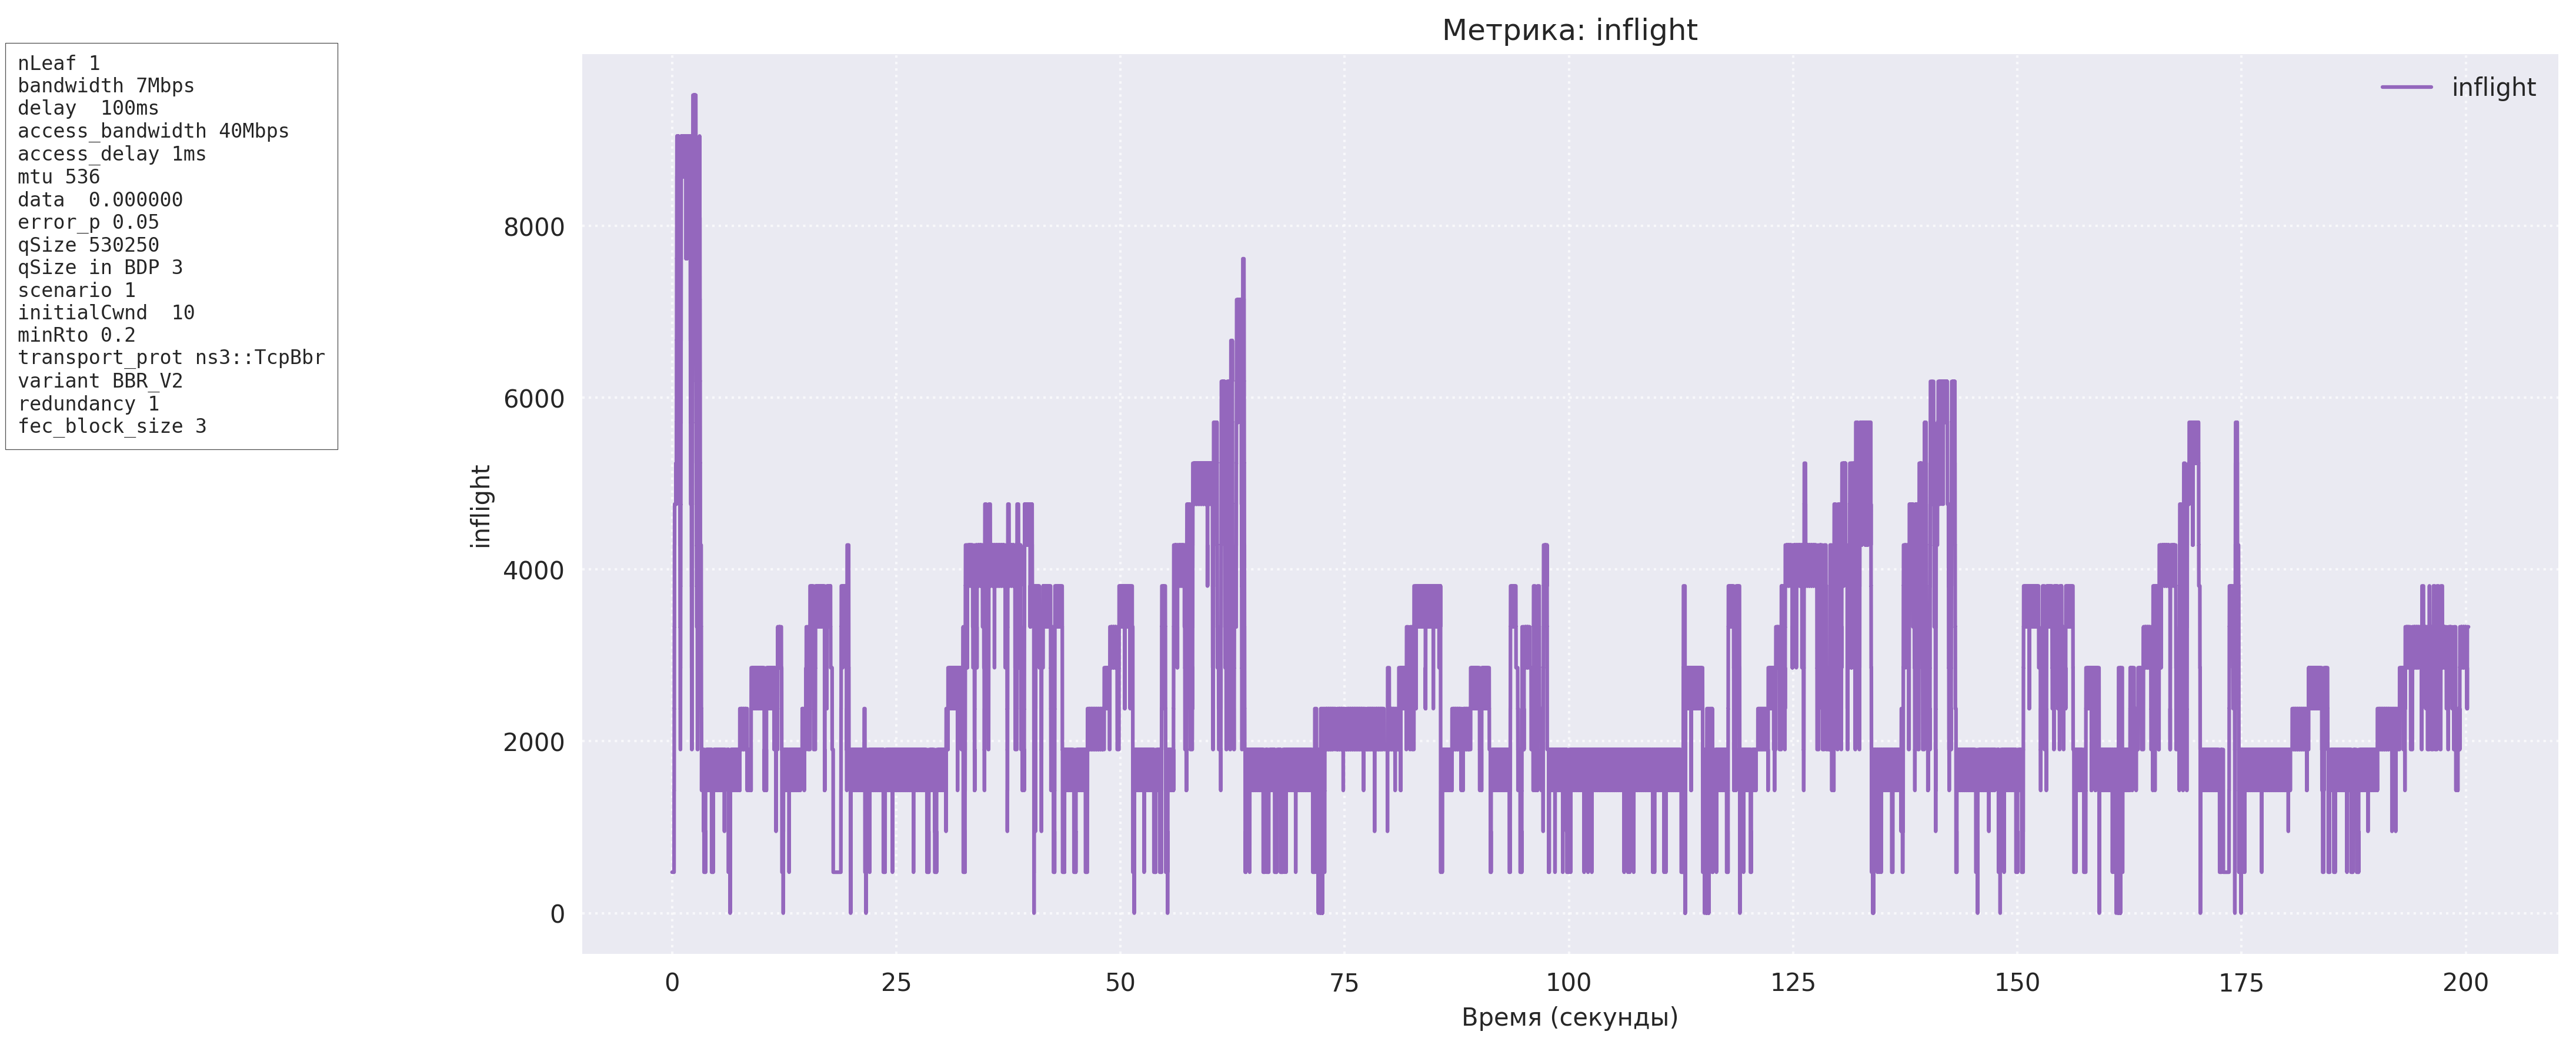 Метрика: inflight
nLeaf 1
bandwidth 7Mbps
delay  100ms
access_bandwidth 40Mbps
access_delay 1ms
mtu 536
data  0.000000
error_p 0.05
qSize 530250
qSize in BDP 3
scenario 1
initialCwnd  10
minRto 0.2
transport_prot ns3::TcpBbr
variant BBR_V2
redundancy 1
fec_block_size 3
inflight
inflight
8000
6000
4000
2000
0
0 25 50 75 100 125 150 175 200
Время (секунды)